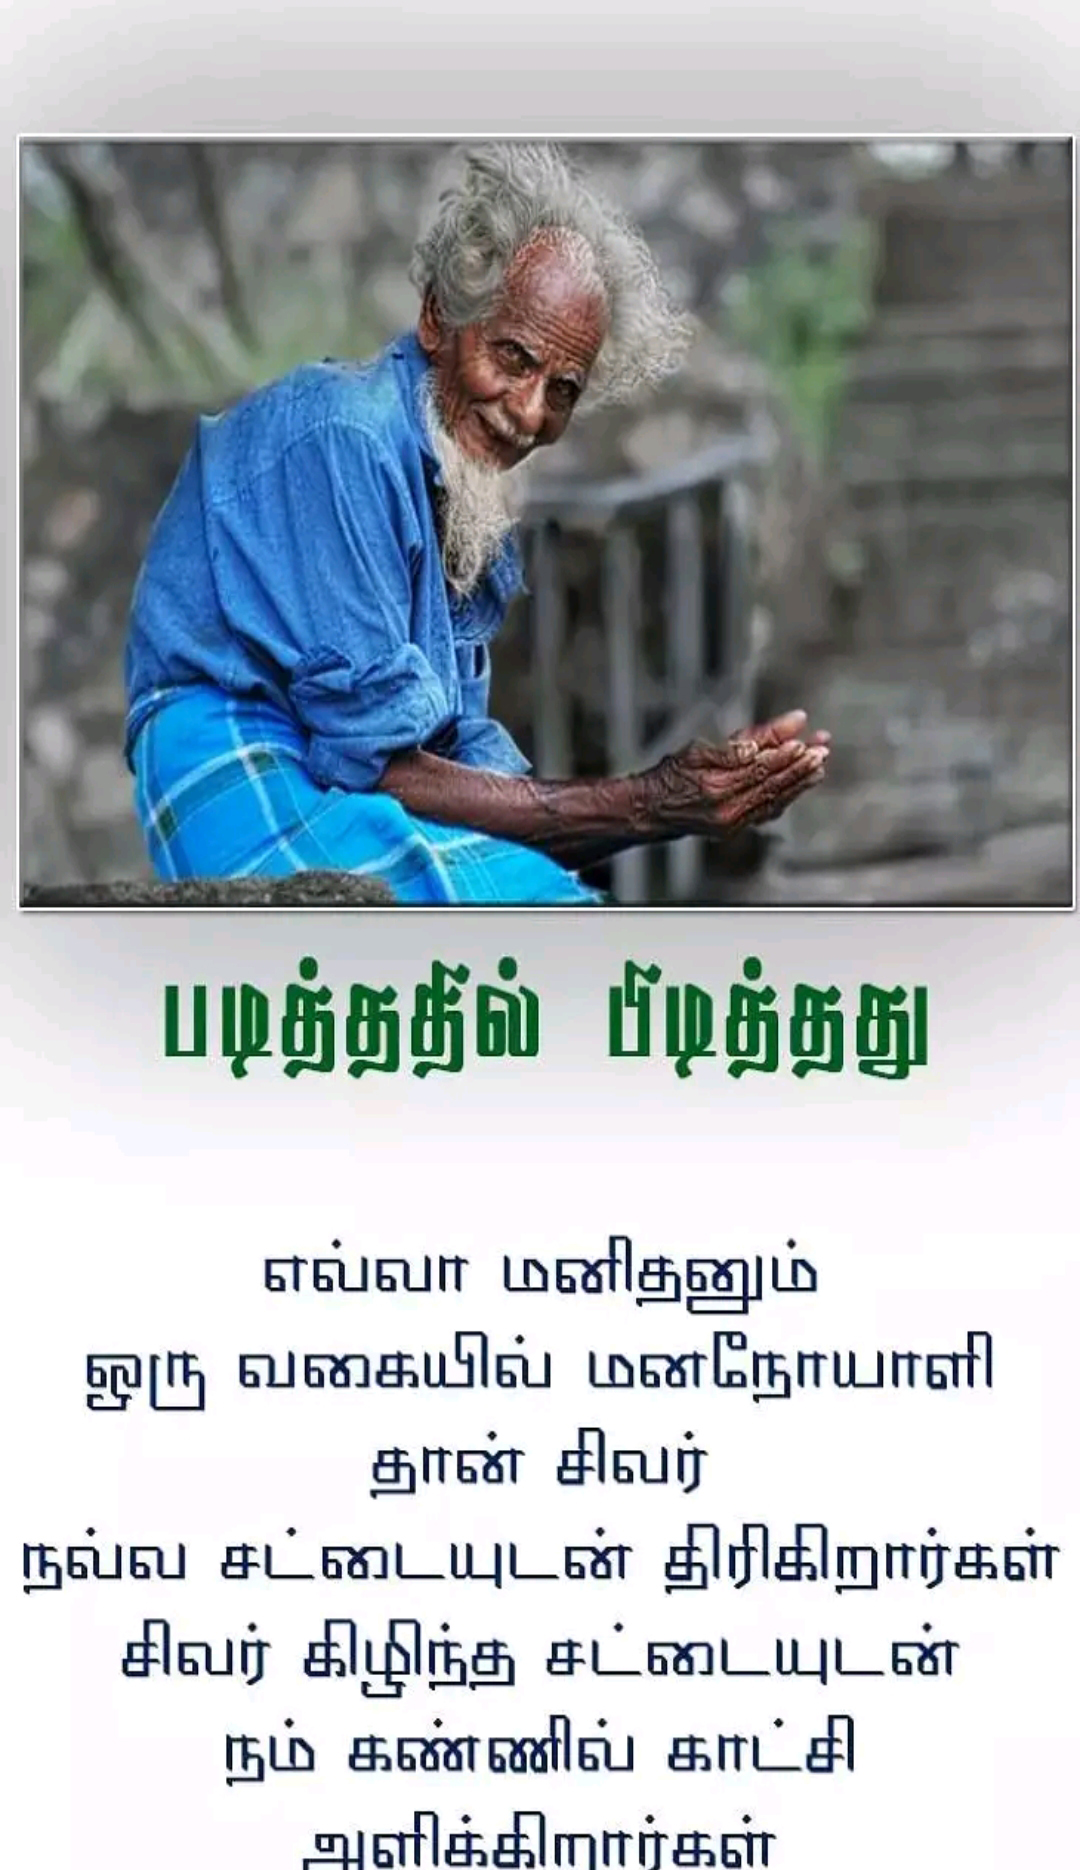 படித்ததில் பிடித்தது
எல்லா மனிதனும்
ஒரு வகையில் மனநோயாளி
தான் சிலர்
நல்ல சட்டையுடன் திரிகிறார்கள்
சிலர் கிழிந்த சட்டையுடன்
நம் கண்ணில் காட்சி
அளிக்கிறார்கள்